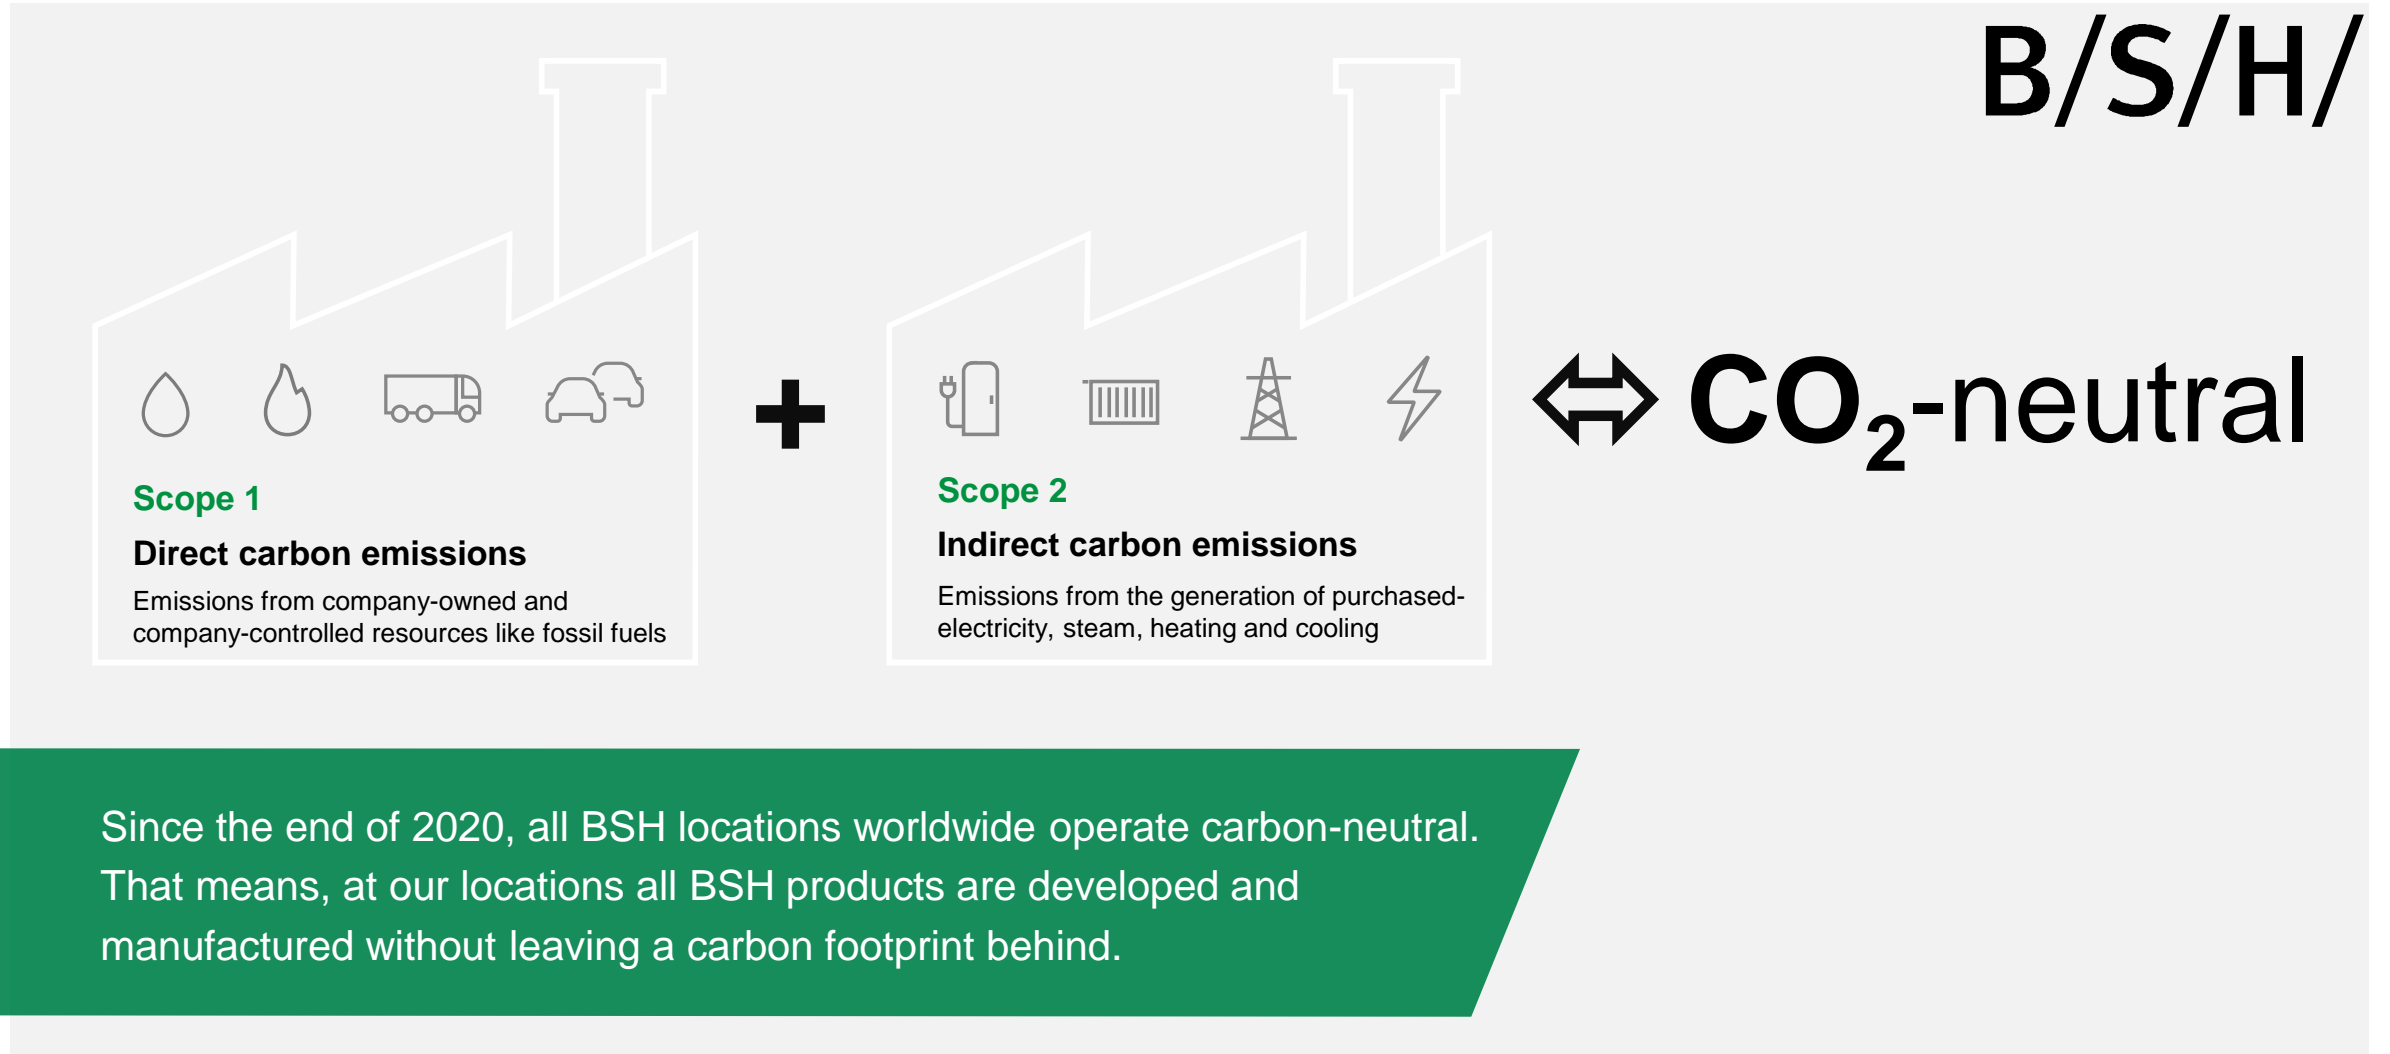 B/S/H/
Scope 1
Direct carbon emissions
Emissions from company-owned and
company-controlled resources like fossil fuels
+
Scope 2
Indirect carbon emissions
Emissions from the generation of purchased-
electricity, steam, heating and cooling
⇔ CO₂-neutral
Since the end of 2020, all BSH locations worldwide operate carbon-neutral.
That means, at our locations all BSH products are developed and
manufactured without leaving a carbon footprint behind.